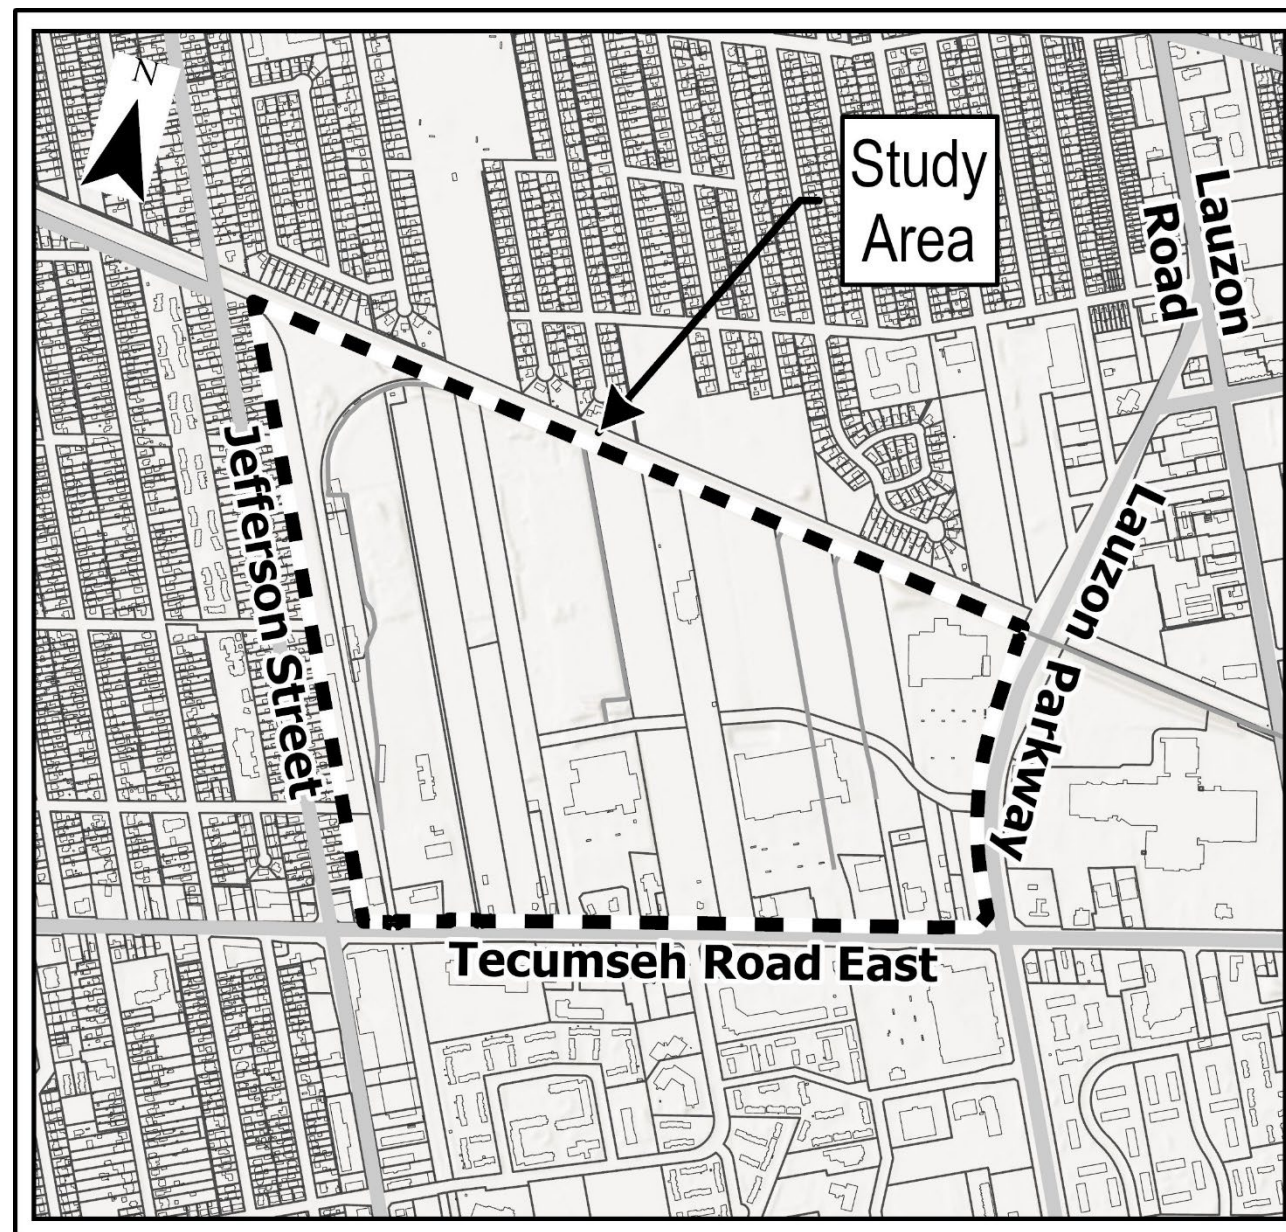 N
Study
Area
Lauzon
Road
Jefferson Street
Lauzon Parkway
Tecumseh Road East